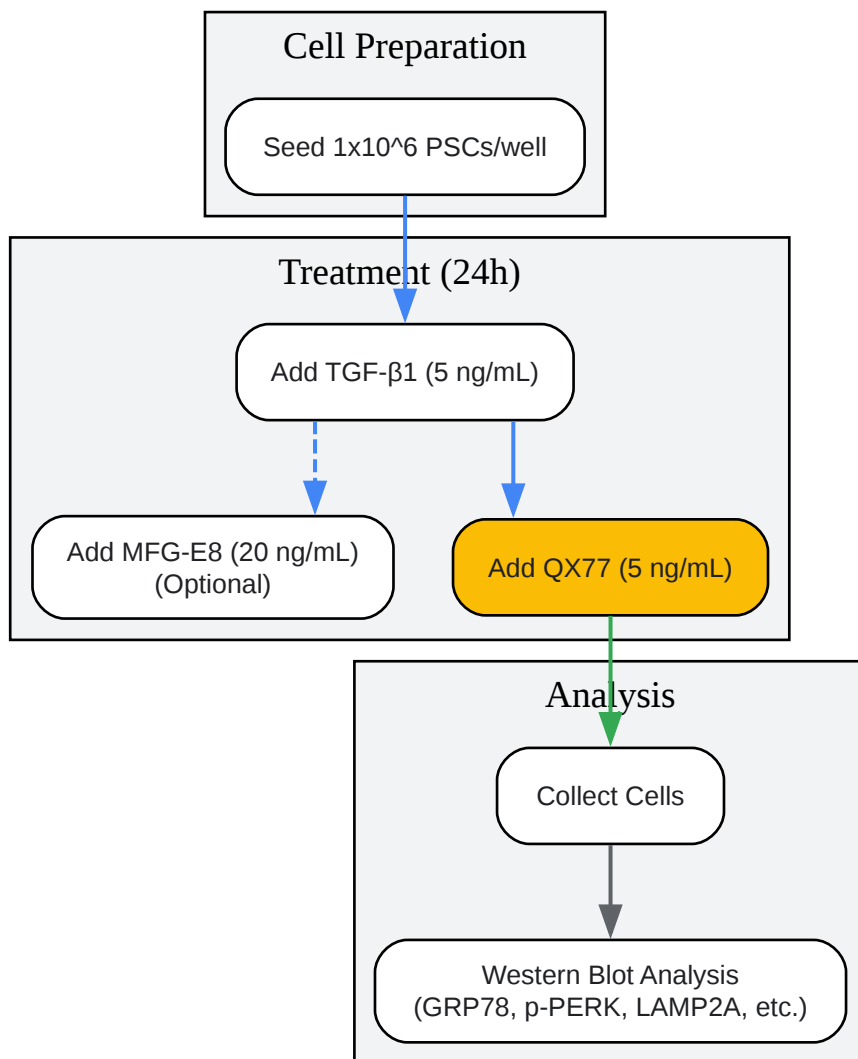 Cell Preparation
Seed 1x10^6 PSCs/well
Treatment (24h)
Add TGF-β1 (5 ng/mL)
Add MFG-E8 (20 ng/mL)
(Optional)
Add QX77 (5 ng/mL)
Analysis
Collect Cells
Western Blot Analysis
(GRP78, p-PERK, LAMP2A, etc.)